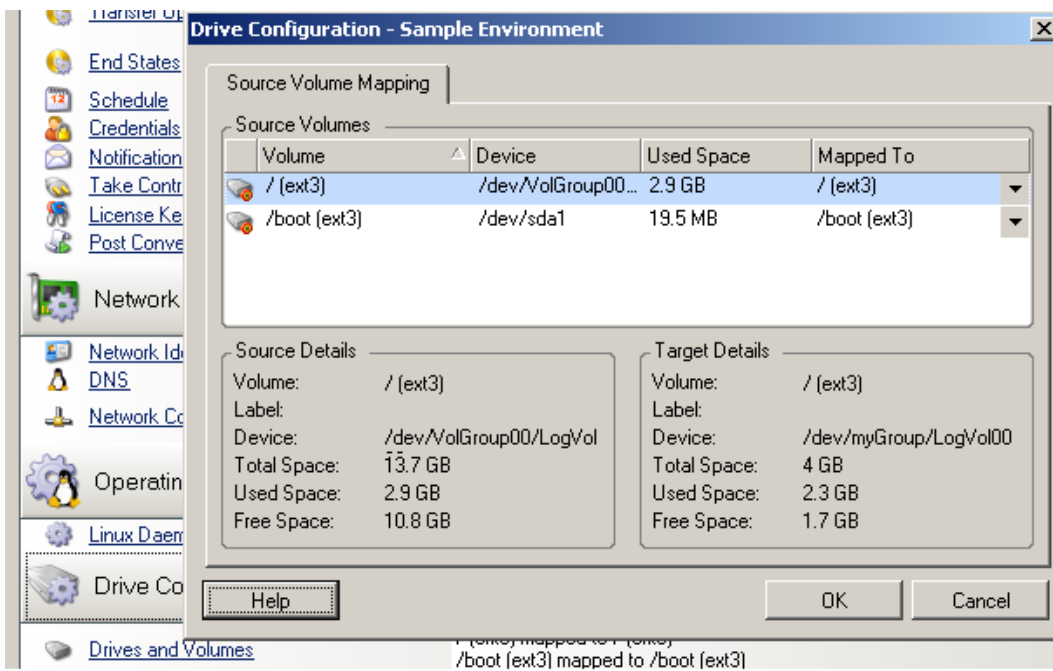 Drive Configuration - Sample Environment
End States
Schedule
Credentials
Notification
Take Contr
License Ke
Post Conve
Network
Network Ide
DNS
Network Co
Operatin
Linux Daem
Drive Co
Drives and Volumes
Source Volume Mapping
Source Volumes
Volume Device Used Space Mapped To
/ (ext3) /dev/VolGroup00... 2.9 GB / (ext3)
/boot (ext3) /dev/sda1 19.5 MB /boot (ext3)
Source Details
Volume: / (ext3)
Label:
Device: /dev/VolGroup00/LogVol
Total Space: 13.7 GB
Used Space: 2.9 GB
Free Space: 10.8 GB
Target Details
Volume: / (ext3)
Label:
Device: /dev/myGroup/LogVol00
Total Space: 4 GB
Used Space: 2.3 GB
Free Space: 1.7 GB
Help OK Cancel
/boot (ext3) mapped to /boot (ext3)